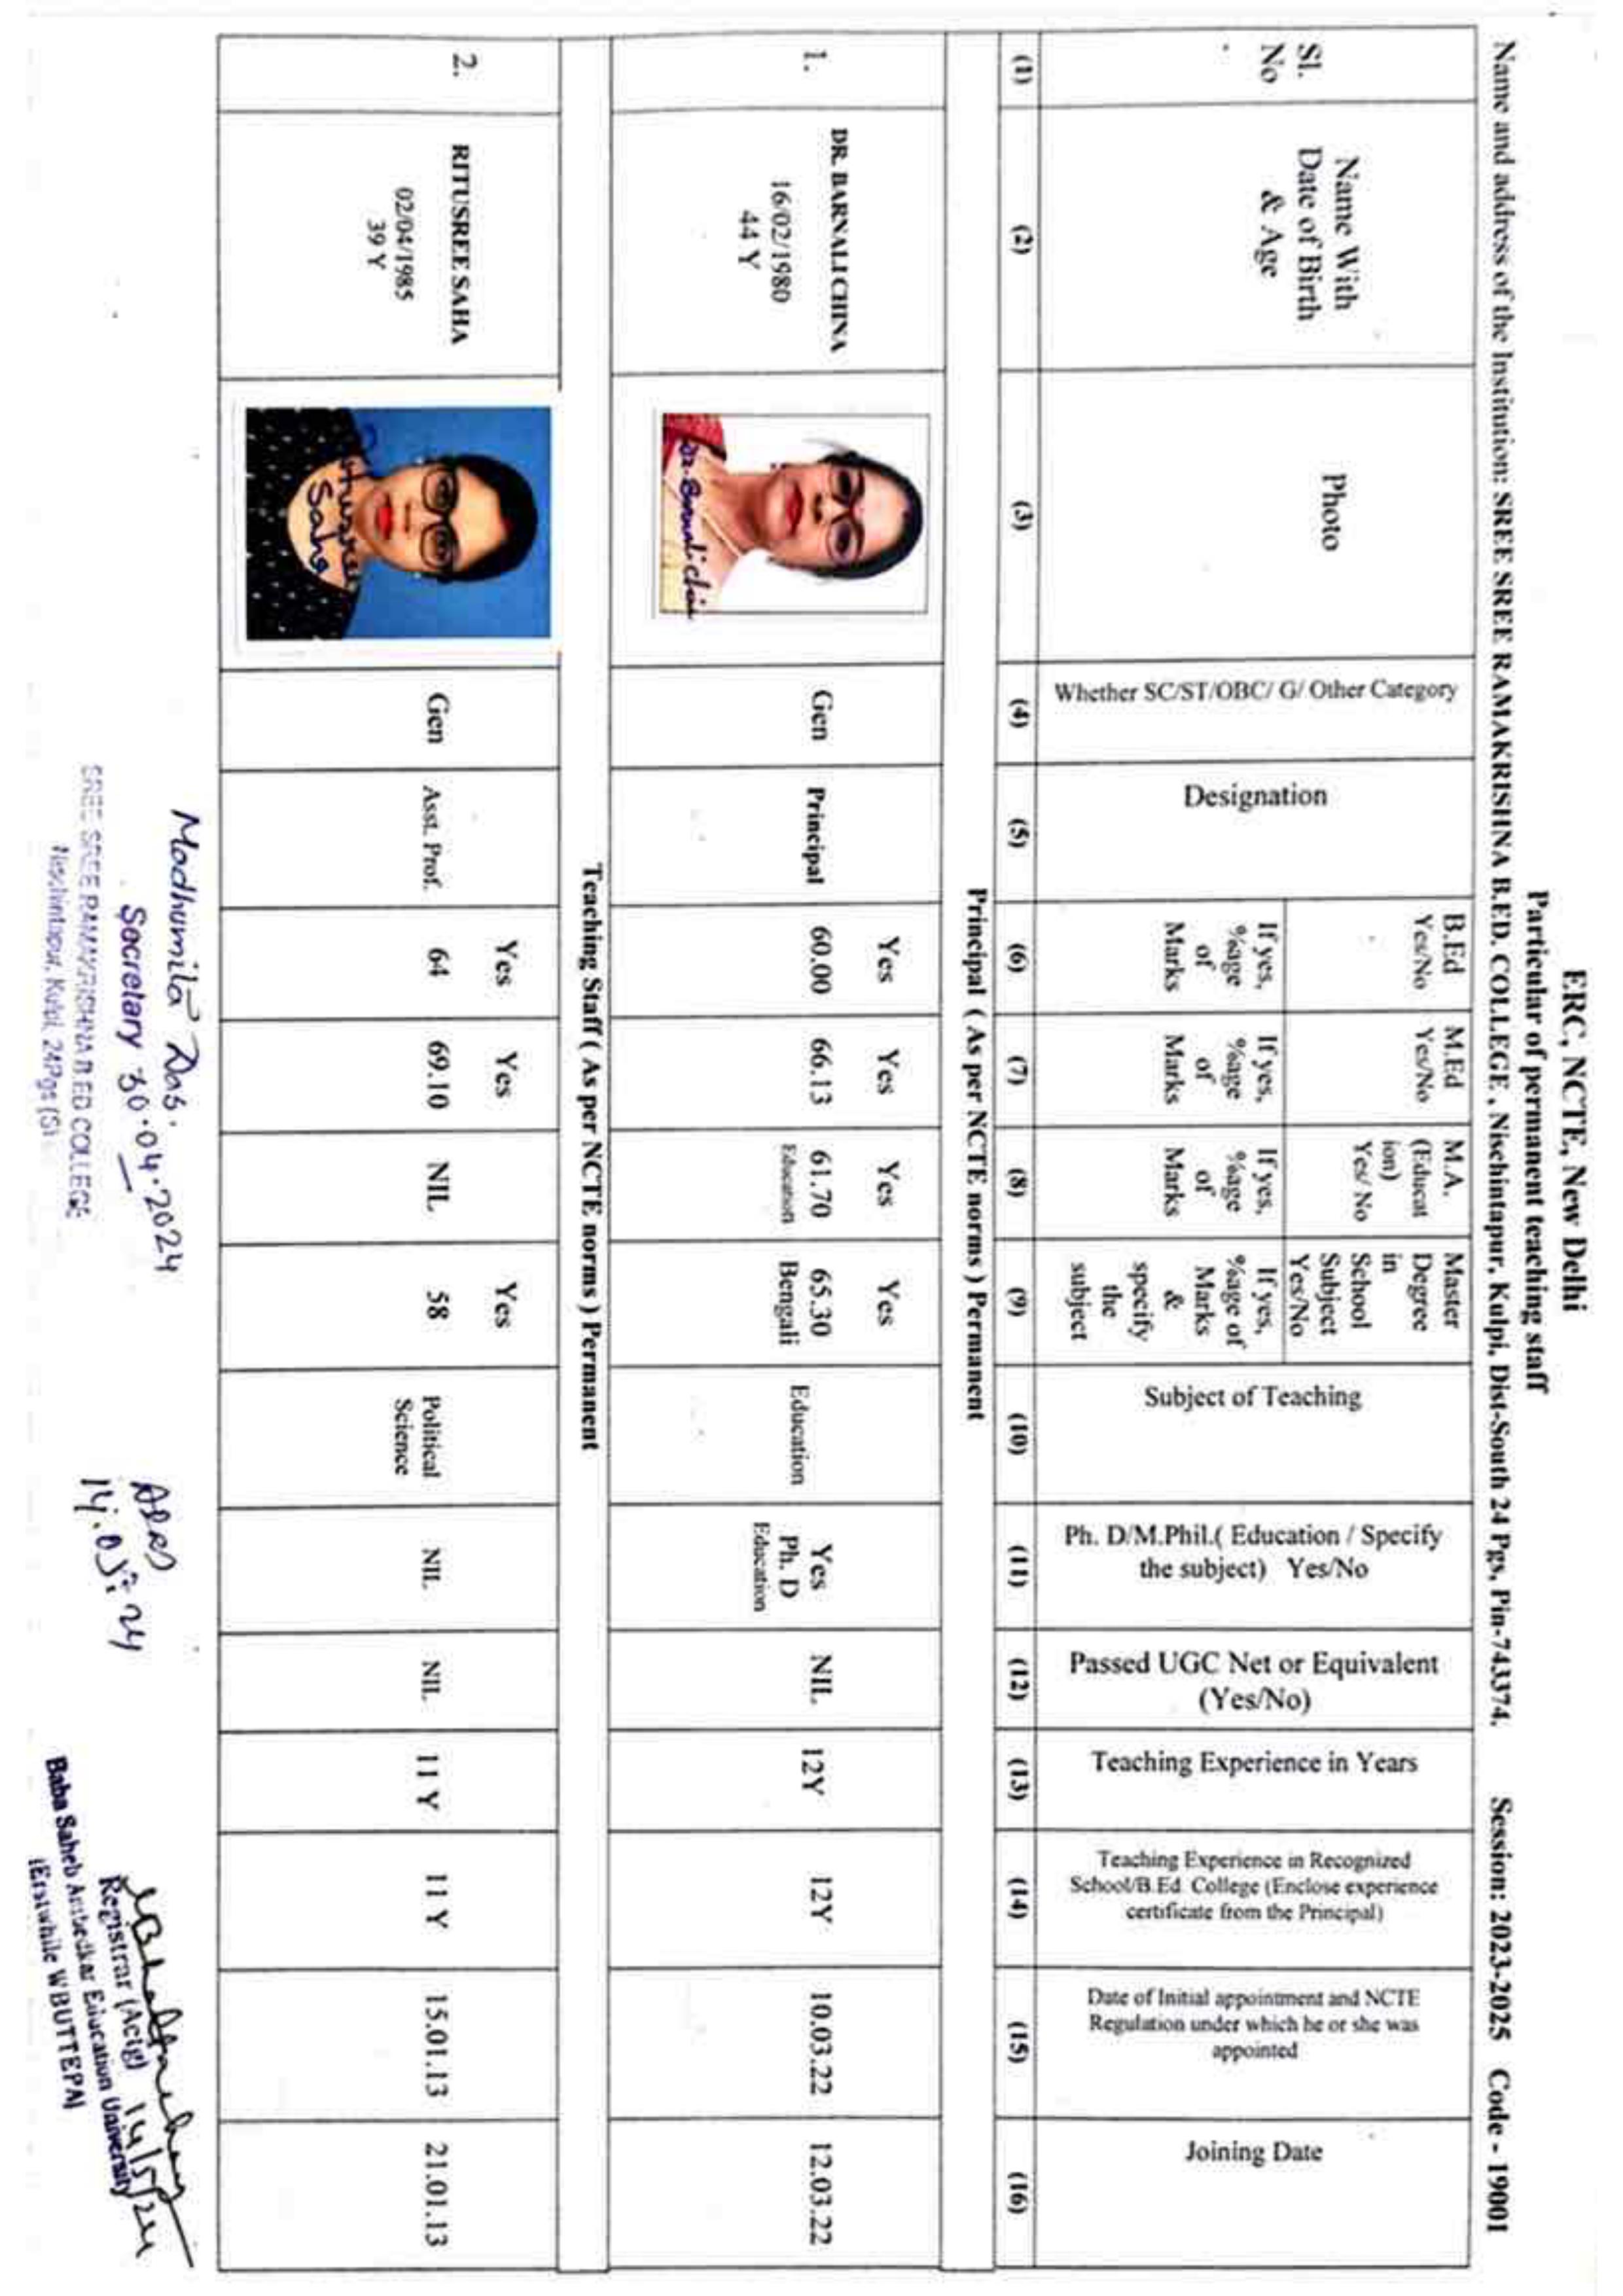 ERC, NCTE, New Delhi
Particular of permanent teaching staff
Name and address of the Institution: SREE SREE RAMAKRISHNA B.ED. COLLEGE, Nischintapur, Kulpi, Dist-South 24 Pgs, Pin-743374. Session: 2023-2025 Code - 19001
Sl.
No
Name With
Date of Birth
& Age
Photo
Whether SC/ST/OBC/ G/ Other Category
Designation
B.Ed
Yes/No
If yes,
%age
of
Marks
M.Ed
Yes/No
If yes,
%age
of
Marks
M.A.
(Educat
ion)
Yes/ No
If yes,
%age
of
Marks
Master
Degree
in
School
Subject
Yes/No
If yes,
%age of
Marks
&
specify
the
subject
Subject of Teaching
Ph. D/M.Phil.( Education / Specify
the subject) Yes/No
Passed UGC Net or Equivalent
(Yes/No)
Teaching Experience in Years
Teaching Experience in Recognized
School/B.Ed. College (Enclose experience
certificate from the Principal)
Date of Initial appointment and NCTE
Regulation under which he or she was
appointed
Joining Date
(1) (2) (3) (4) (5) (6) (7) (8) (9) (10) (11) (12) (13) (14) (15) (16)
Principal ( As per NCTE norms ) Permanent
1.
DR. BARNALI CHINA
16/02/1980
44 Y
Dr. Barnali China
Gen
Principal
Yes
60.00
Yes
66.13
Yes
61.70
Education
Yes
65.30
Bengali
Education
Yes
Ph. D
Education
NIL
12Y
12Y
10.03.22
12.03.22
Teaching Staff ( As per NCTE norms ) Permanent
2.
RITUSREE SAHA
02/04/1985
39 Y
Ritusree
Saha
Gen
Asst. Prof.
Yes
64
Yes
69.10
NIL
Yes
58
Political
Science
NIL
NIL
11 Y
11 Y
15.01.13
21.01.13
Madhumita Das.
Secretary 30.04.2024
SREE SREE RAMAKRISHNA B.ED COLLEGE
Nischintapur, Kulpi, 24Pgs (S)
14.05.24
Bhattacharya
Registrar (Actg) 14/5/24
Baba Saheb Ambedkar Education University
(Erstwhile WBUTTEPA)